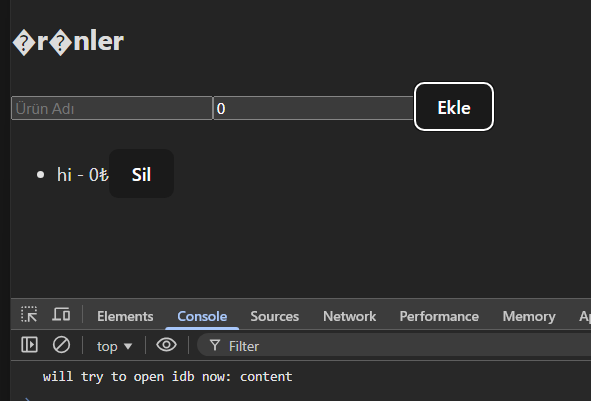 �r�nler
Ürün Adı 0 Ekle
hi - 0₺ Sil
Elements Console Sources Network Performance Memory
top Filter
will try to open idb now: content